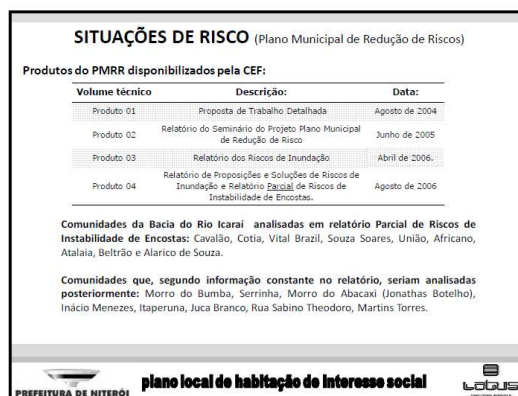 SITUAÇÕES DE RISCO (Plano Municipal de Redução de Riscos)
Produtos do PMRR disponibilizados pela CEF:
Volume técnico Descrição: Data:
Produto 01 Proposta de Trabalho Detalhada Agosto de 2004
Produto 02 Relatório do Seminário do Projeto Plano Municipal de Redução de Risco Junho de 2005
Produto 03 Relatório dos Riscos de Inundação Abril de 2006.
Produto 04 Relatório de Proposições e Soluções de Riscos de Inundação e Relatório Parcial de Riscos de Instabilidade de Encostas. Agosto de 2006
Comunidades da Bacia do Rio Icaraí analisadas em relatório Parcial de Riscos de
Instabilidade de Encostas: Cavalão, Cotia, Vital Brazil, Souza Soares, União, Africano,
Atalaia, Beltrão e Alarico de Souza.
Comunidades que, segundo informação constante no relatório, seriam analisadas
posteriormente: Morro do Bumba, Serrinha, Morro do Abacaxi (Jonathas Botelho),
Inácio Menezes, Itaperuna, Juca Branco, Rua Sabino Theodoro, Martins Torres.
PREFEITURA DE NITERÓI
plano local de habitação de interesse social
Latus